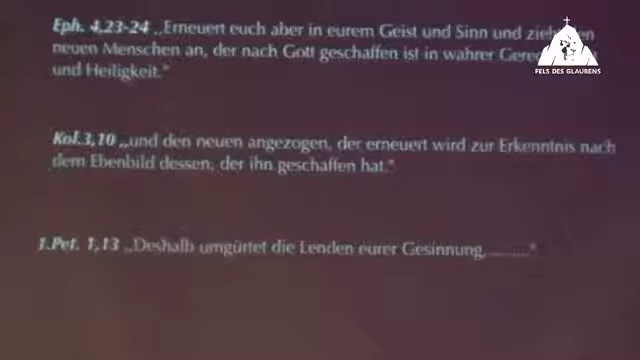 Eph. 4,23-24 „Erneuert euch aber in eurem Geist und Sinn und
neuen Menschen an, der nach Gott geschaffen ist in wahrer
und Heiligkeit."
FELS DES GLAUBENS
Kol.3,10 „und den neuen angezogen, der erneuert wird zur Erkenntnis nach
dem Ebenbild dessen, der ihn geschaffen hat."
1.Pet. 1,13 „Deshalb umgürtet die Lenden eurer Gesinnung,........."